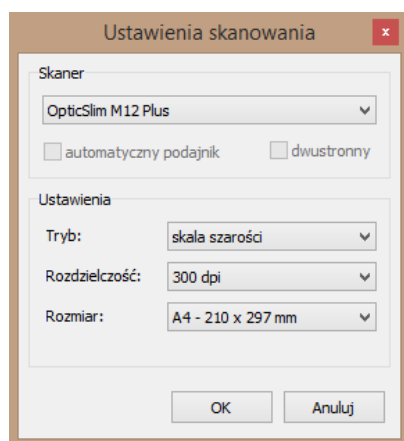 Ustawienia skanowania
x
Skaner
OpticSlim M12 Plus
automatyczny podajnik dwustronny
Ustawienia
Tryb: skala szarości
Rozdzielczość: 300 dpi
Rozmiar: A4 - 210 x 297 mm
OK Anuluj